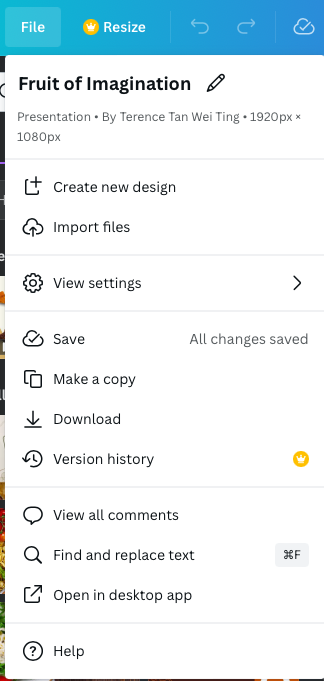 File Resize
Fruit of Imagination
Presentation • By Terence Tan Wei Ting • 1920px ×
1080px
Create new design
Import files
View settings
Save All changes saved
Make a copy
Download
Version history
View all comments
Find and replace text ⌘F
Open in desktop app
Help